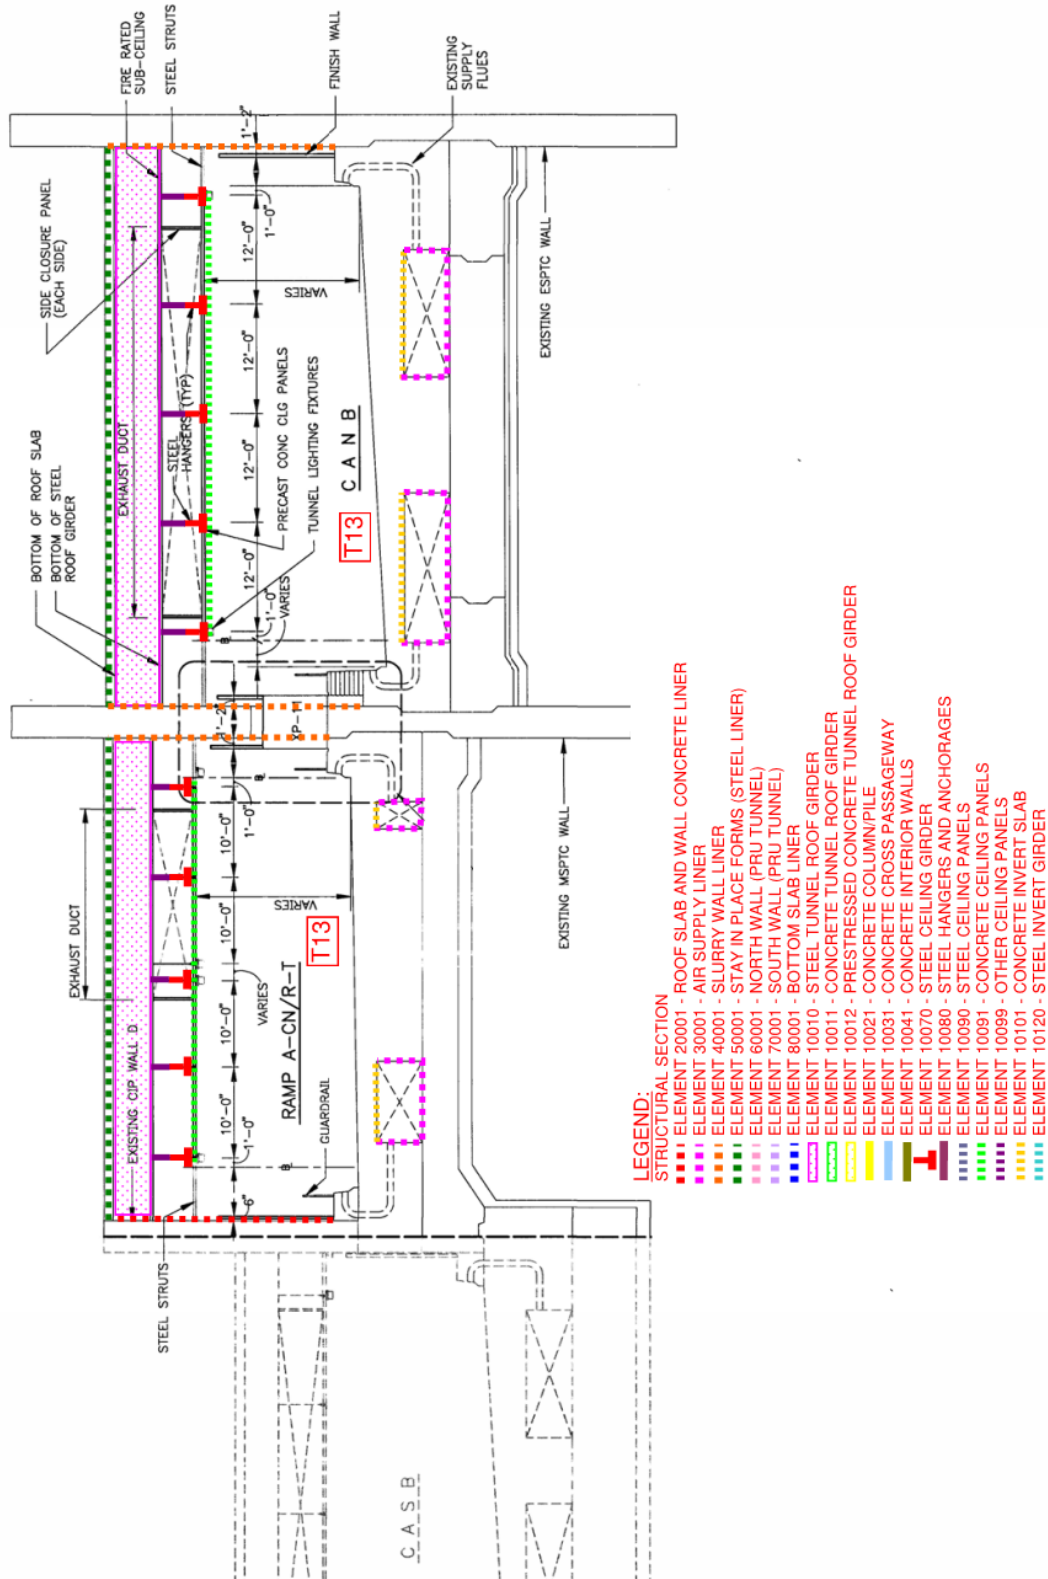 FIRE RATED
SUB-CEILING
STEEL STRUTS
FINISH WALL
EXISTING
SUPPLY
FLUES
SIDE CLOSURE PANEL
(EACH SIDE)
1'-2"
1'-0"
12'-0"
12'-0"
12'-0"
12'-0"
1'-0"
VARIES
VARIES
BOTTOM OF ROOF SLAB
BOTTOM OF STEEL
ROOF GIRDER
EXHAUST DUCT
STEEL
HANGERS (TYP)
PRECAST CONC CLG PANELS
TUNNEL LIGHTING FIXTURES
C A N B
T13
EXISTING ESPTC WALL
XP-11
EXHAUST DUCT
1'-0"
10'-0"
10'-0"
10'-0"
10'-0"
1'-0"
VARIES
VARIES
T13
RAMP A-CN/R-T
GUARDRAIL
EXISTING CIP WALL D
6"
STEEL STRUTS
EXISTING MSPTC WALL
C A S B
LEGEND:
STRUCTURAL SECTION
ELEMENT 20001 - ROOF SLAB AND WALL CONCRETE LINER
ELEMENT 30001 - AIR SUPPLY LINER
ELEMENT 40001 - SLURRY WALL LINER
ELEMENT 50001 - STAY IN PLACE FORMS (STEEL LINER)
ELEMENT 60001 - NORTH WALL (PRU TUNNEL)
ELEMENT 70001 - SOUTH WALL (PRU TUNNEL)
ELEMENT 80001 - BOTTOM SLAB LINER
ELEMENT 10010 - STEEL TUNNEL ROOF GIRDER
ELEMENT 10011 - CONCRETE TUNNEL ROOF GIRDER
ELEMENT 10012 - PRESTRESSED CONCRETE TUNNEL ROOF GIRDER
ELEMENT 10021 - CONCRETE COLUMN/PILE
ELEMENT 10031 - CONCRETE CROSS PASSAGEWAY
ELEMENT 10041 - CONCRETE INTERIOR WALLS
ELEMENT 10070 - STEEL CEILING GIRDER
ELEMENT 10080 - STEEL HANGERS AND ANCHORAGES
ELEMENT 10090 - STEEL CEILING PANELS
ELEMENT 10091 - CONCRETE CEILING PANELS
ELEMENT 10099 - OTHER CEILING PANELS
ELEMENT 10101 - CONCRETE INVERT SLAB
ELEMENT 10120 - STEEL INVERT GIRDER